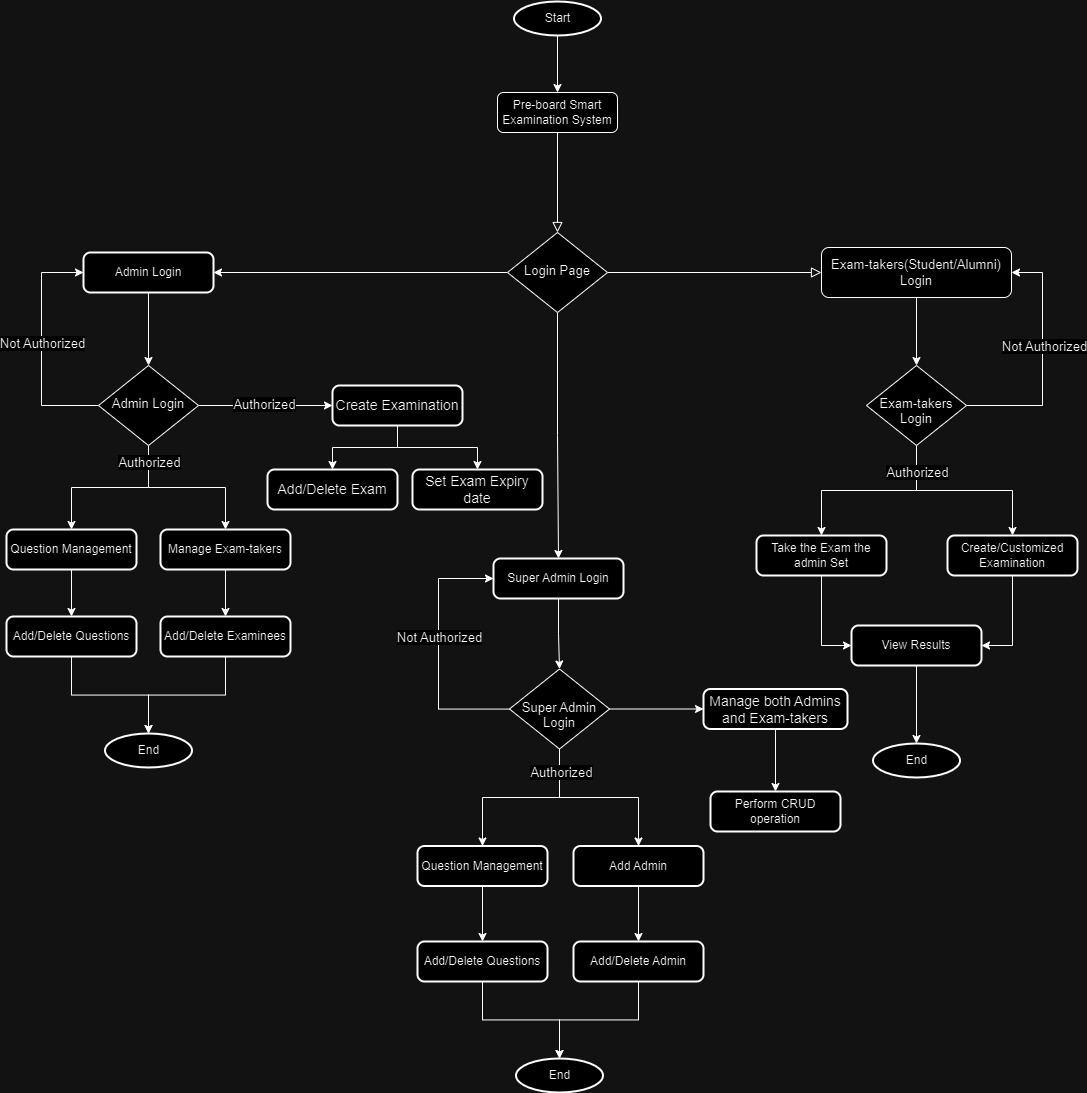 Start
Pre-board Smart
Examination System
Login Page
Admin Login
Exam-takers(Student/Alumni)
Login
Not Authorized
Not Authorized
Admin Login
Authorized
Create Examination
Exam-takers
Login
Authorized
Authorized
Add/Delete Exam
Set Exam Expiry
date
Question Management
Manage Exam-takers
Take the Exam the
admin Set
Create/Customized
Examination
Super Admin Login
Add/Delete Questions
Add/Delete Examinees
Not Authorized
View Results
Super Admin
Login
Manage both Admins
and Exam-takers
End
End
Authorized
Perform CRUD
operation
Question Management
Add Admin
Add/Delete Questions
Add/Delete Admin
End